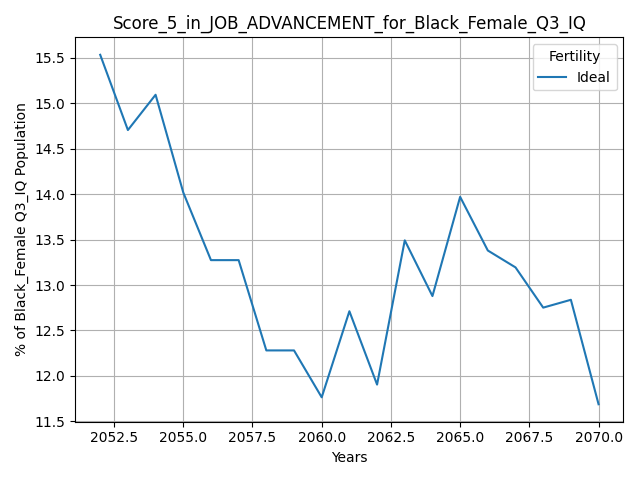 Score_5_in_JOB_ADVANCEMENT_for_Black_Female_Q3_IQ
Fertility
Ideal
% of Black_Female Q3_IQ Population
15.5
15.0
14.5
14.0
13.5
13.0
12.5
12.0
11.5
2052.5 2055.0 2057.5 2060.0 2062.5 2065.0 2067.5 2070.0
Years